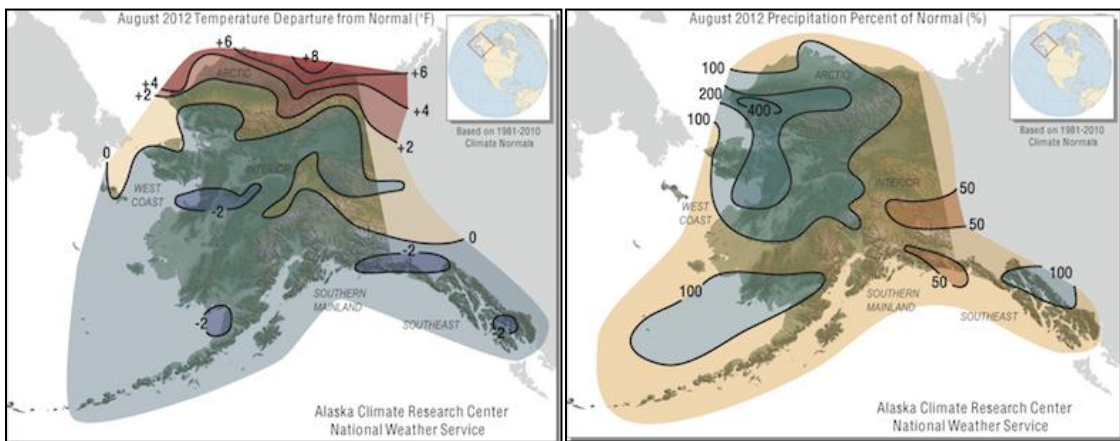 August 2012 Temperature Departure from Normal (°F)
+6
+8
+4
+2
ARCTIC
+6
+4
Based on 1981-2010
Climate Normals
+2
0
WEST
COAST
INTERIOR
-2
0
-2
SOUTHERN
MAINLAND
-2
SOUTHEAST
-2
Alaska Climate Research Center
National Weather Service
August 2012 Precipitation Percent of Normal (%)
100
ARCTIC
200
400
100
Based on 1981-2010
Climate Normals
INTERIOR
50
WEST
COAST
50
100
50
100
SOUTHERN
MAINLAND
SOUTHEAST
Alaska Climate Research Center
National Weather Service